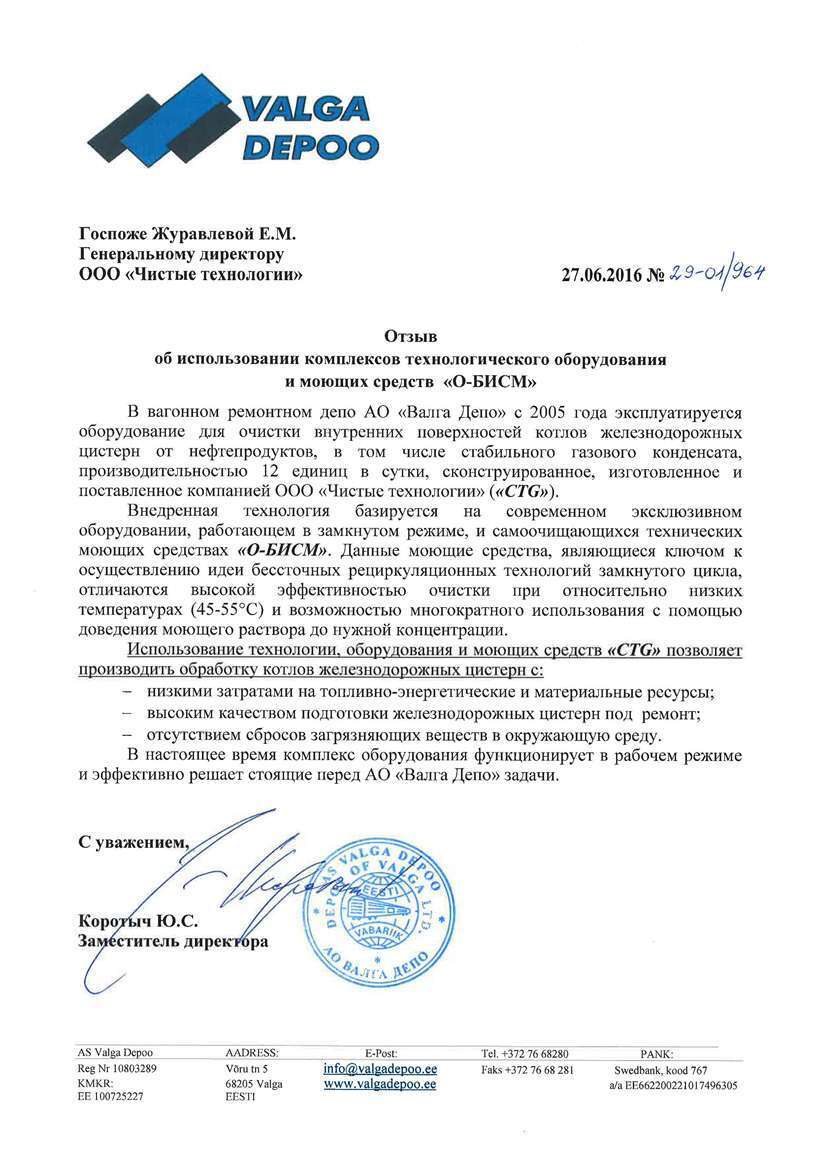 VALGA
DEPOO
Госпоже Журавлевой Е.М.
Генеральному директору
ООО «Чистые технологии»
27.06.2016 № 29-01/964
Отзыв
об использовании комплексов технологического оборудования
и моющих средств «О-БИСМ»
В вагонном ремонтном депо АО «Валга Депо» с 2005 года эксплуатируется
оборудование для очистки внутренних поверхностей котлов железнодорожных
цистерн от нефтепродуктов, в том числе стабильного газового конденсата,
производительностью 12 единиц в сутки, сконструированное, изготовленное и
поставленное компанией ООО «Чистые технологии» («CTG»).
Внедренная технология базируется на современном эксклюзивном
оборудовании, работающем в замкнутом режиме, и самоочищающихся технических
моющих средствах «О-БИСМ». Данные моющие средства, являющиеся ключом к
осуществлению идеи бессточных рециркуляционных технологий замкнутого цикла,
отличаются высокой эффективностью очистки при относительно низких
температурах (45-55°С) и возможностью многократного использования с помощью
доведения моющего раствора до нужной концентрации.
Использование технологии, оборудования и моющих средств «CTG» позволяет
производить обработку котлов железнодорожных цистерн с:
– низкими затратами на топливно-энергетические и материальные ресурсы;
– высоким качеством подготовки железнодорожных цистерн под ремонт;
– отсутствием сбросов загрязняющих веществ в окружающую среду.
В настоящее время комплекс оборудования функционирует в рабочем режиме
и эффективно решает стоящие перед АО «Валга Депо» задачи.
С уважением,
Коротыч Ю.С.
Заместитель директора
AS VALGA DEPOO
DEPOO OF VALGA LTD.
EESTI
VABARIIK
АО ВАЛГА ДЕПО
AS Valga Depoo AADRESS: E-Post: Tel. +372 76 68280 PANK:
Reg Nr 10803289 Võru tn 5 info@valgadepoo.ee Faks +372 76 68 281 Swedbank, kood 767
KMKR: 68205 Valga www.valgadepoo.ee a/a EE662200221017496305
EE 100725227 EESTI